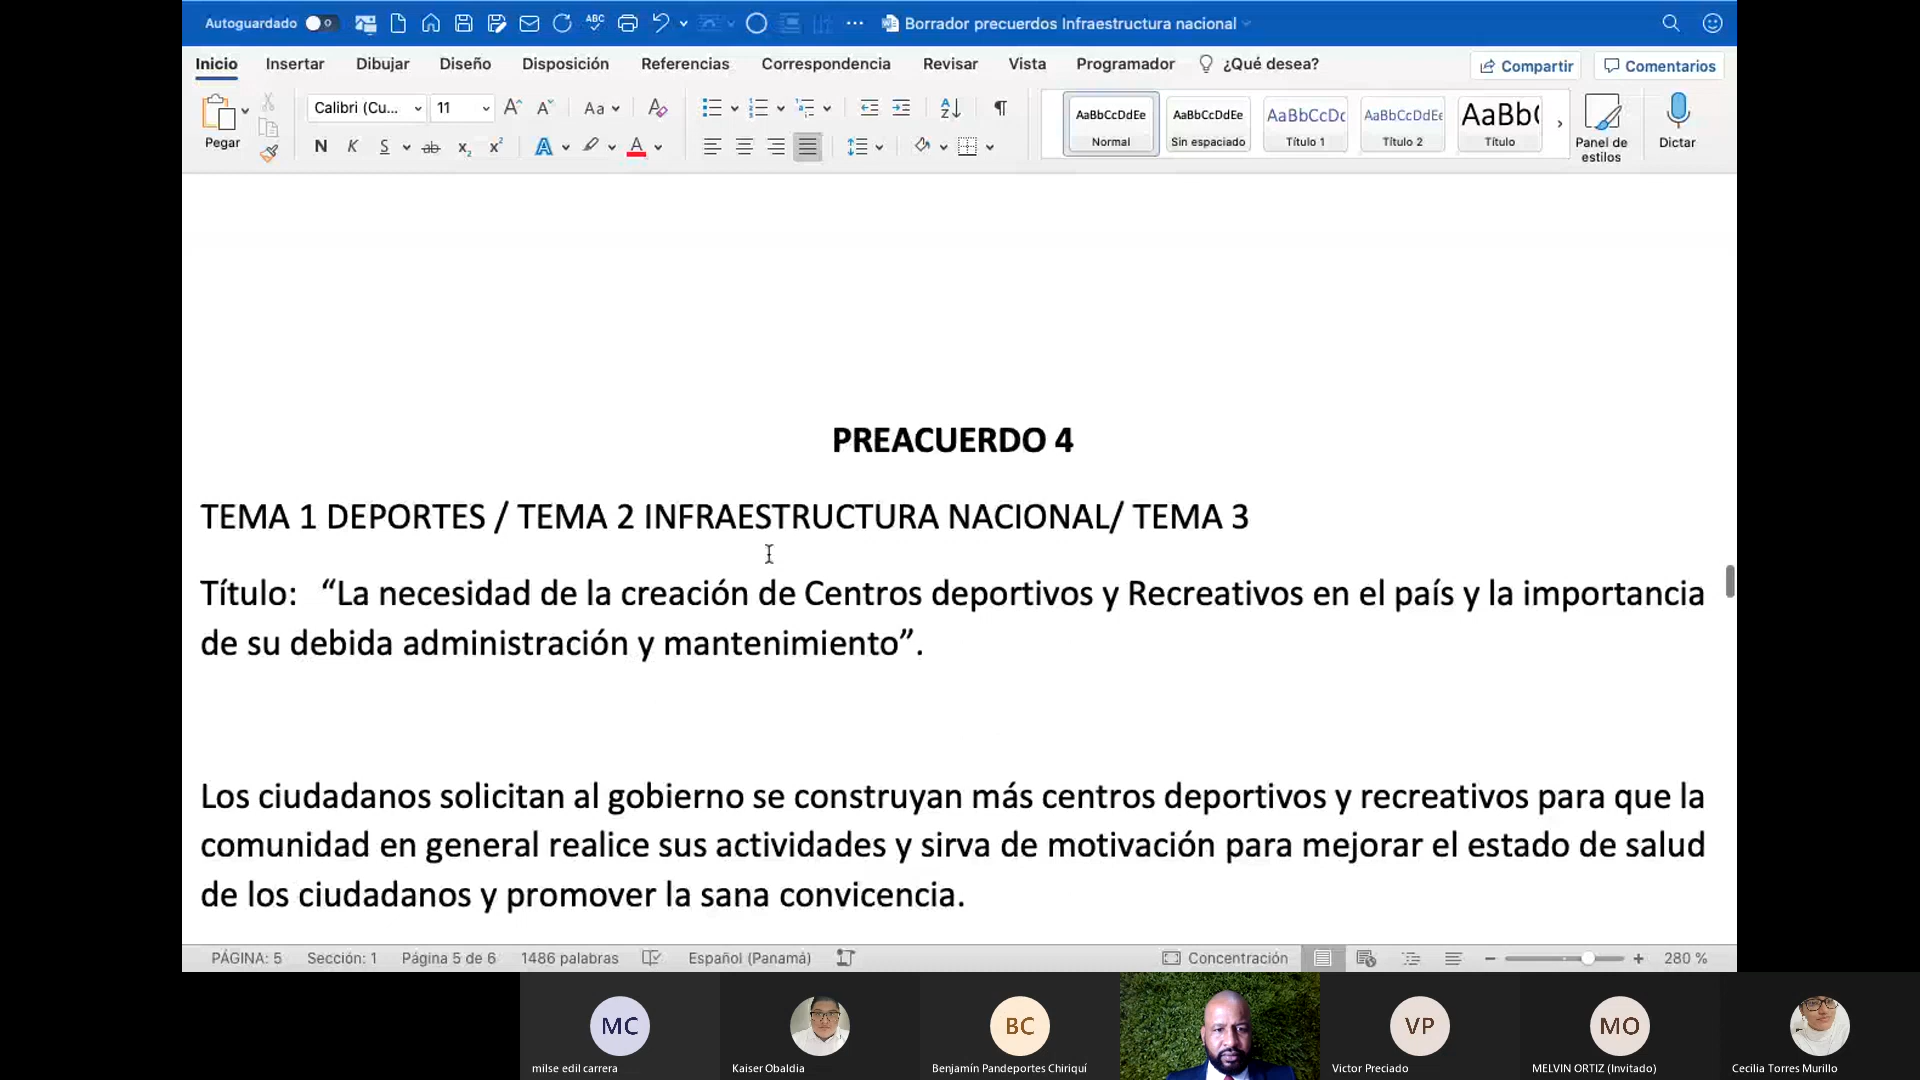 Autoguardado
ABC
Borrador precuerdos Infraestructura nacional
Inicio Insertar Dibujar Diseño Disposición Referencias Correspondencia Revisar Vista Programador ¿Qué desea? Compartir Comentarios
Pegar
Calibri (Cu... 11
N K S ab x₂ x² A A
AaBbCcDdEe Normal
AaBbCcDdEe Sin espaciado
AaBbCcDc Título 1
AaBbCcDdEe Título 2
AaBb( Título
Panel de estilos
Dictar
PREACUERDO 4
TEMA 1 DEPORTES / TEMA 2 INFRAESTRUCTURA NACIONAL/ TEMA 3
Título: “La necesidad de la creación de Centros deportivos y Recreativos en el país y la importancia
de su debida administración y mantenimiento”.
Los ciudadanos solicitan al gobierno se construyan más centros deportivos y recreativos para que la
comunidad en general realice sus actividades y sirva de motivación para mejorar el estado de salud
de los ciudadanos y promover la sana convicencia.
PÁGINA: 5 Sección: 1 Página 5 de 6 1486 palabras Español (Panamá) Concentración 280 %
MC BC VP MO
milse edil carrera Kaiser Obaldia Benjamín Pandeportes Chiriquí Victor Preciado MELVIN ORTIZ (Invitado) Cecilia Torres Murillo